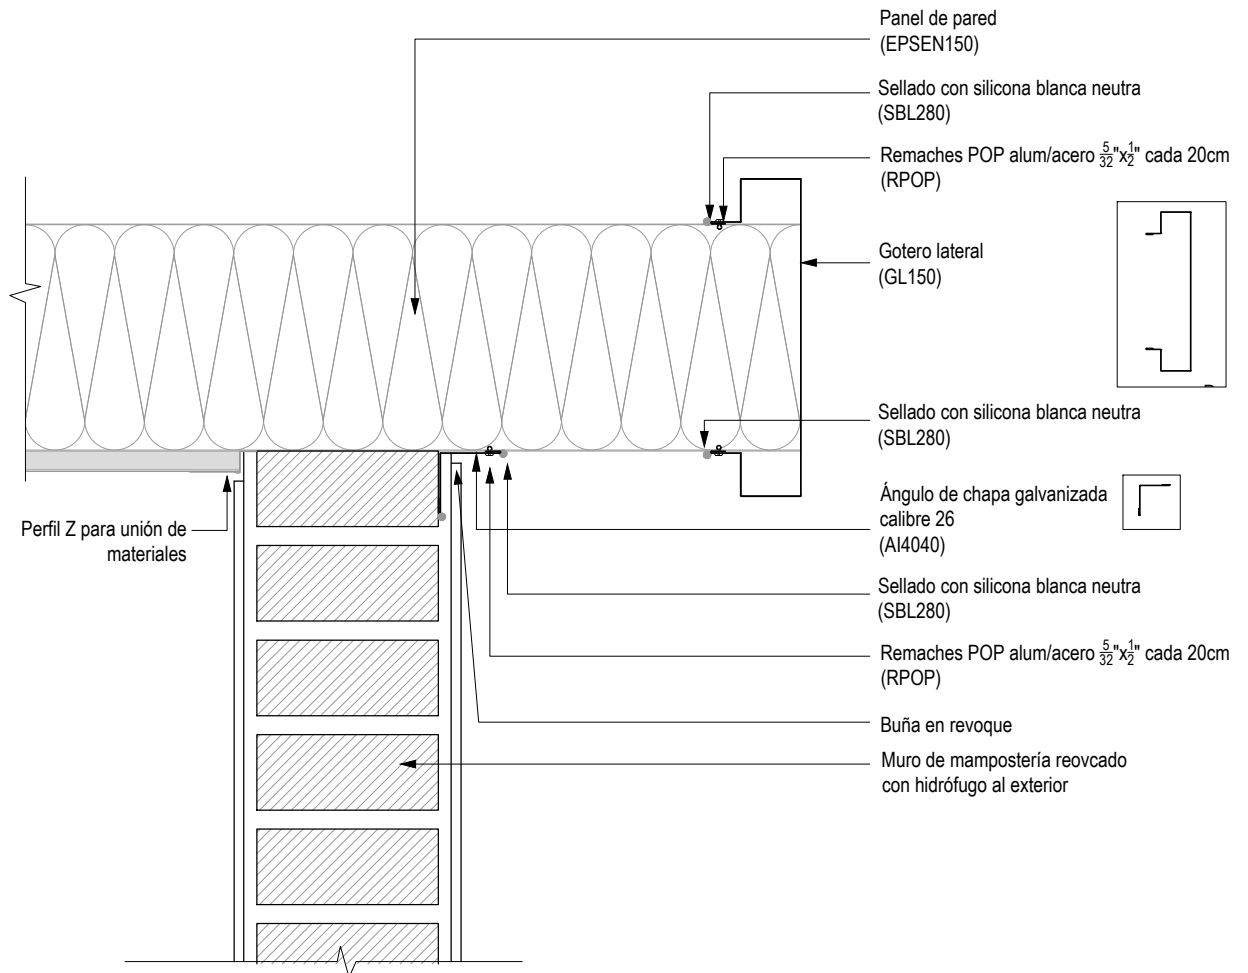 Panel de pared
(EPSEN150)
Sellado con silicona blanca neutra
(SBL280)
Remaches POP alum/acero 5/32"x1/2" cada 20cm
(RPOP)
Gotero lateral
(GL150)
Sellado con silicona blanca neutra
(SBL280)
Ángulo de chapa galvanizada
calibre 26
(AI4040)
Perfil Z para unión de
materiales
Sellado con silicona blanca neutra
(SBL280)
Remaches POP alum/acero 5/32"x1/2" cada 20cm
(RPOP)
Buña en revoque
Muro de mampostería reovcado
con hidrófugo al exterior